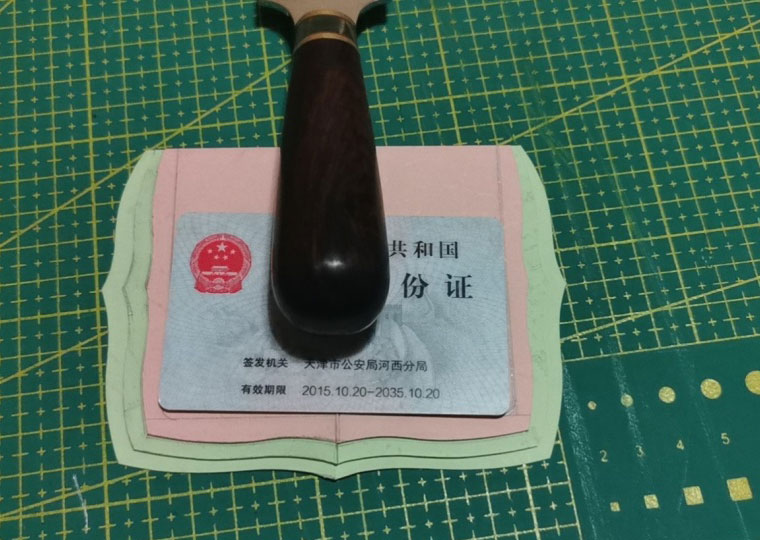 共和国
份证
签发机关 天津市公安局河西分局
有效期限 2015.10.20-2035.10.20
2 3 4 5